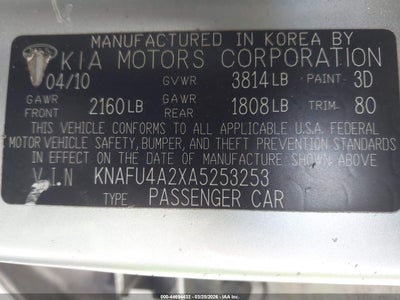 MANUFACTURED IN KOREA BY
KIA MOTORS CORPORATION
04/10 GVWR 3814LB PAINT- 3D
GAWR FRONT 2160LB GAWR REAR 1808LB TRIM- 80
THIS VEHICLE CONFORMS TO ALL APPLICABLE U.S.A. FEDERAL
MOTOR VEHICLE SAFETY, BUMPER, AND THEFT PREVENTION STANDARDS
IN EFFECT ON THE DATE OF MANUFACTURE SHOWN ABOVE
V.I.N KNAFU4A2XA5253253
TYPE PASSENGER CAR